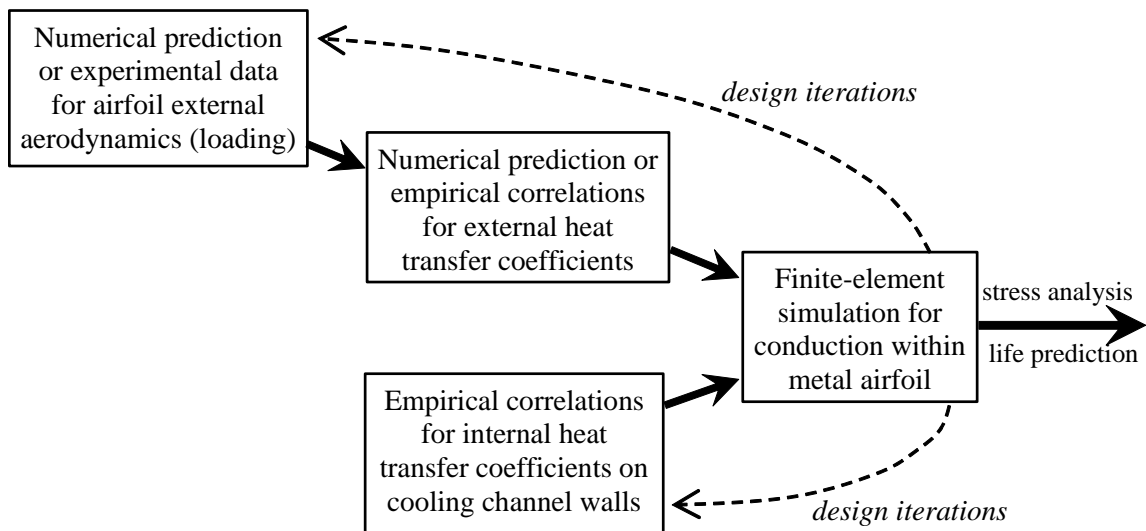 Numerical prediction
or experimental data
for airfoil external
aerodynamics (loading)
design iterations
Numerical prediction or
empirical correlations
for external heat
transfer coefficients
Finite-element
simulation for
conduction within
metal airfoil
stress analysis
life prediction
Empirical correlations
for internal heat
transfer coefficients on
cooling channel walls
design iterations